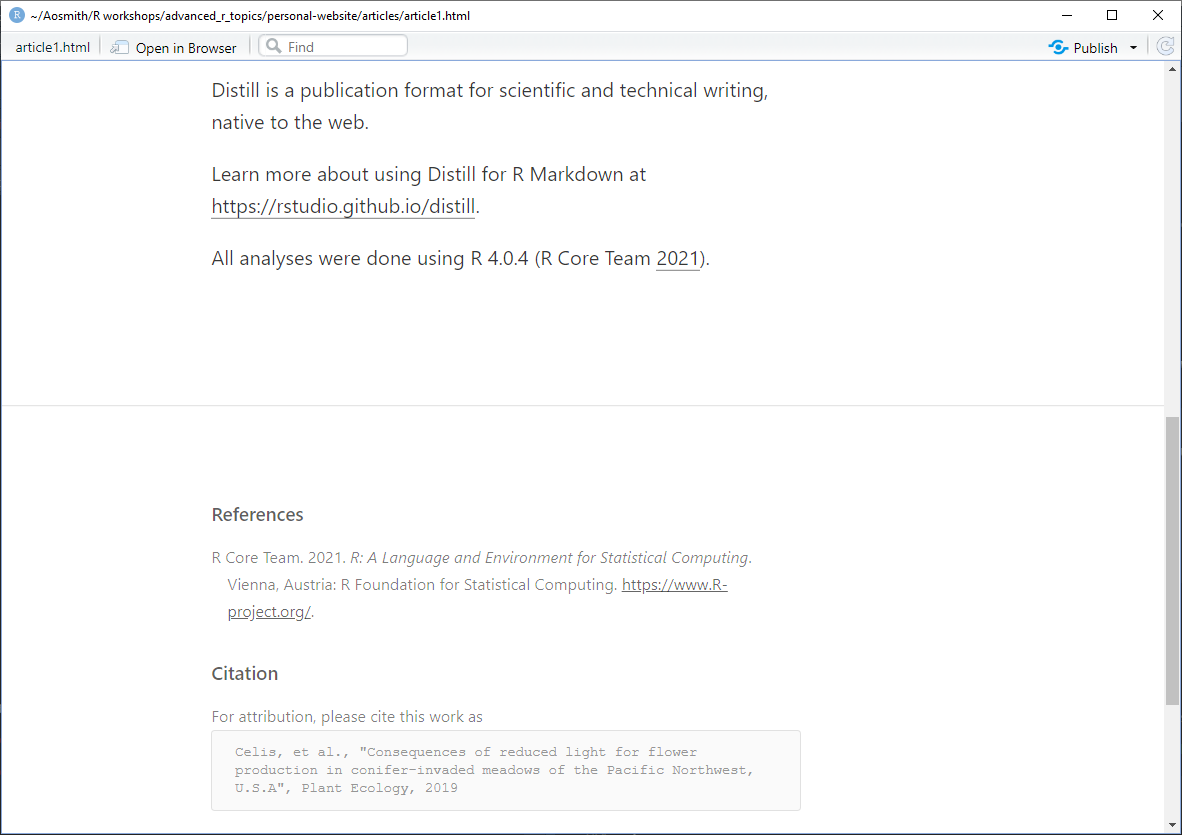 R ~/Aosmith/R workshops/advanced_r_topics/personal-website/articles/article1.html
article1.html Open in Browser Find Publish
Distill is a publication format for scientific and technical writing,
native to the web.
Learn more about using Distill for R Markdown at
https://rstudio.github.io/distill.
All analyses were done using R 4.0.4 (R Core Team 2021).
References
R Core Team. 2021. R: A Language and Environment for Statistical Computing.
Vienna, Austria: R Foundation for Statistical Computing. https://www.R-
project.org/.
Citation
For attribution, please cite this work as
Celis, et al., "Consequences of reduced light for flower
production in conifer-invaded meadows of the Pacific Northwest,
U.S.A", Plant Ecology, 2019